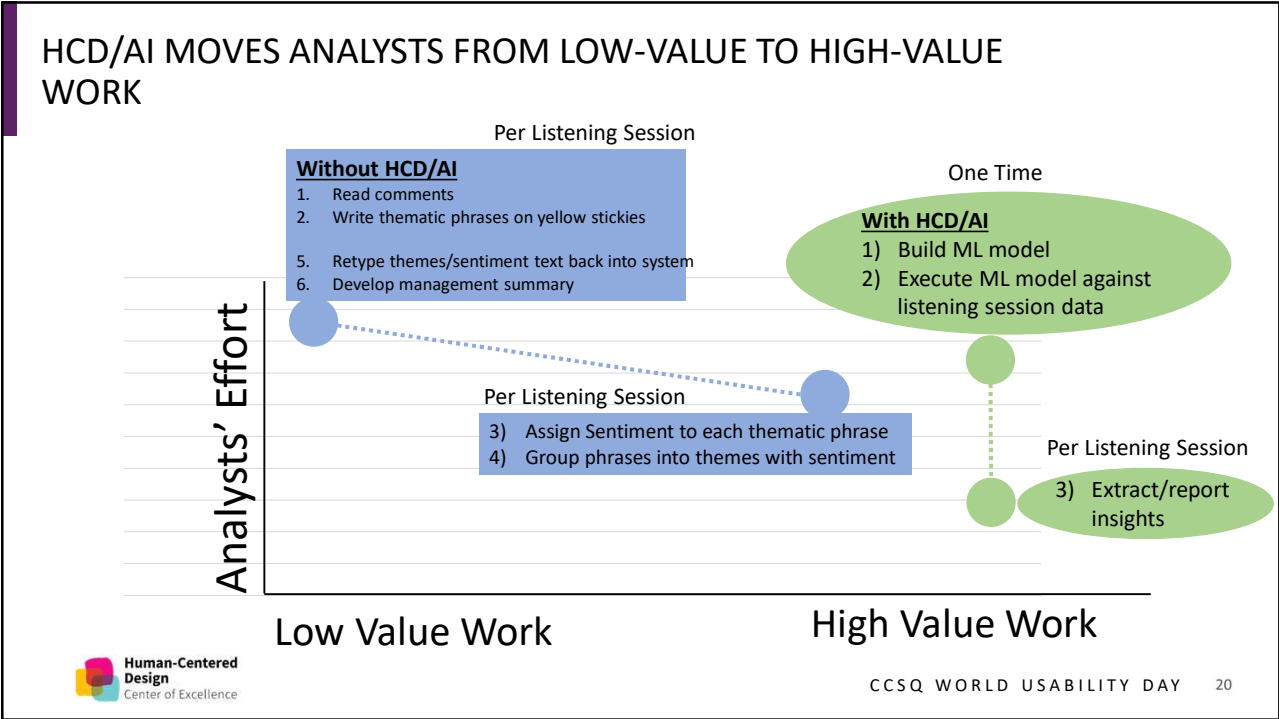 HCD/AI MOVES ANALYSTS FROM LOW-VALUE TO HIGH-VALUE
WORK
Per Listening Session
Without HCD/AI
1. Read comments
2. Write thematic phrases on yellow stickies
5. Retype themes/sentiment text back into system
6. Develop management summary
One Time
With HCD/AI
1) Build ML model
2) Execute ML model against
listening session data
Analysts' Effort
Per Listening Session
3) Assign Sentiment to each thematic phrase
4) Group phrases into themes with sentiment
Per Listening Session
3) Extract/report
insights
Low Value Work
High Value Work
Human-Centered
Design
Center of Excellence
CCSQ WORLD USABILITY DAY 20